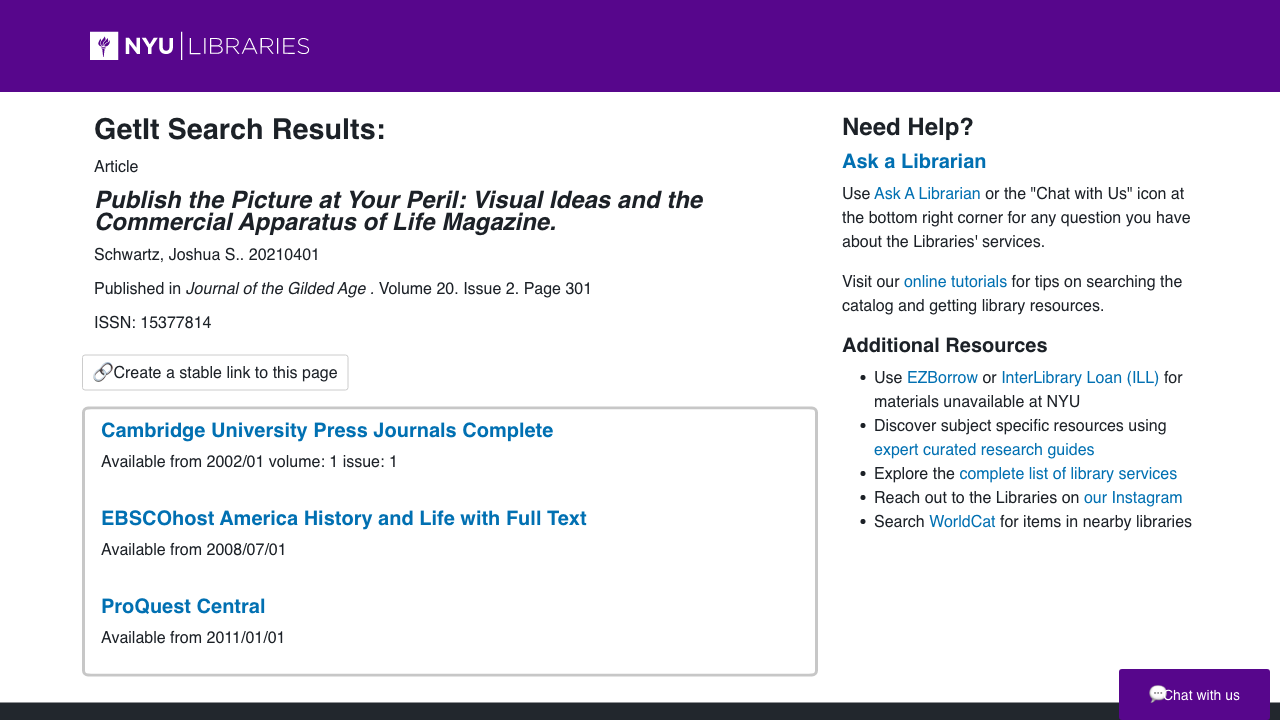 NYU LIBRARIES
GetIt Search Results:
Article
Publish the Picture at Your Peril: Visual Ideas and the
Commercial Apparatus of Life Magazine.
Schwartz, Joshua S.. 20210401
Published in Journal of the Gilded Age . Volume 20. Issue 2. Page 301
ISSN: 15377814
Create a stable link to this page
Cambridge University Press Journals Complete
Available from 2002/01 volume: 1 issue: 1
EBSCOhost America History and Life with Full Text
Available from 2008/07/01
ProQuest Central
Available from 2011/01/01
Need Help?
Ask a Librarian
Use Ask A Librarian or the "Chat with Us" icon at
the bottom right corner for any question you have
about the Libraries' services.
Visit our online tutorials for tips on searching the
catalog and getting library resources.
Additional Resources
• Use EZBorrow or InterLibrary Loan (ILL) for
materials unavailable at NYU
• Discover subject specific resources using
expert curated research guides
• Explore the complete list of library services
• Reach out to the Libraries on our Instagram
• Search WorldCat for items in nearby libraries
Chat with us